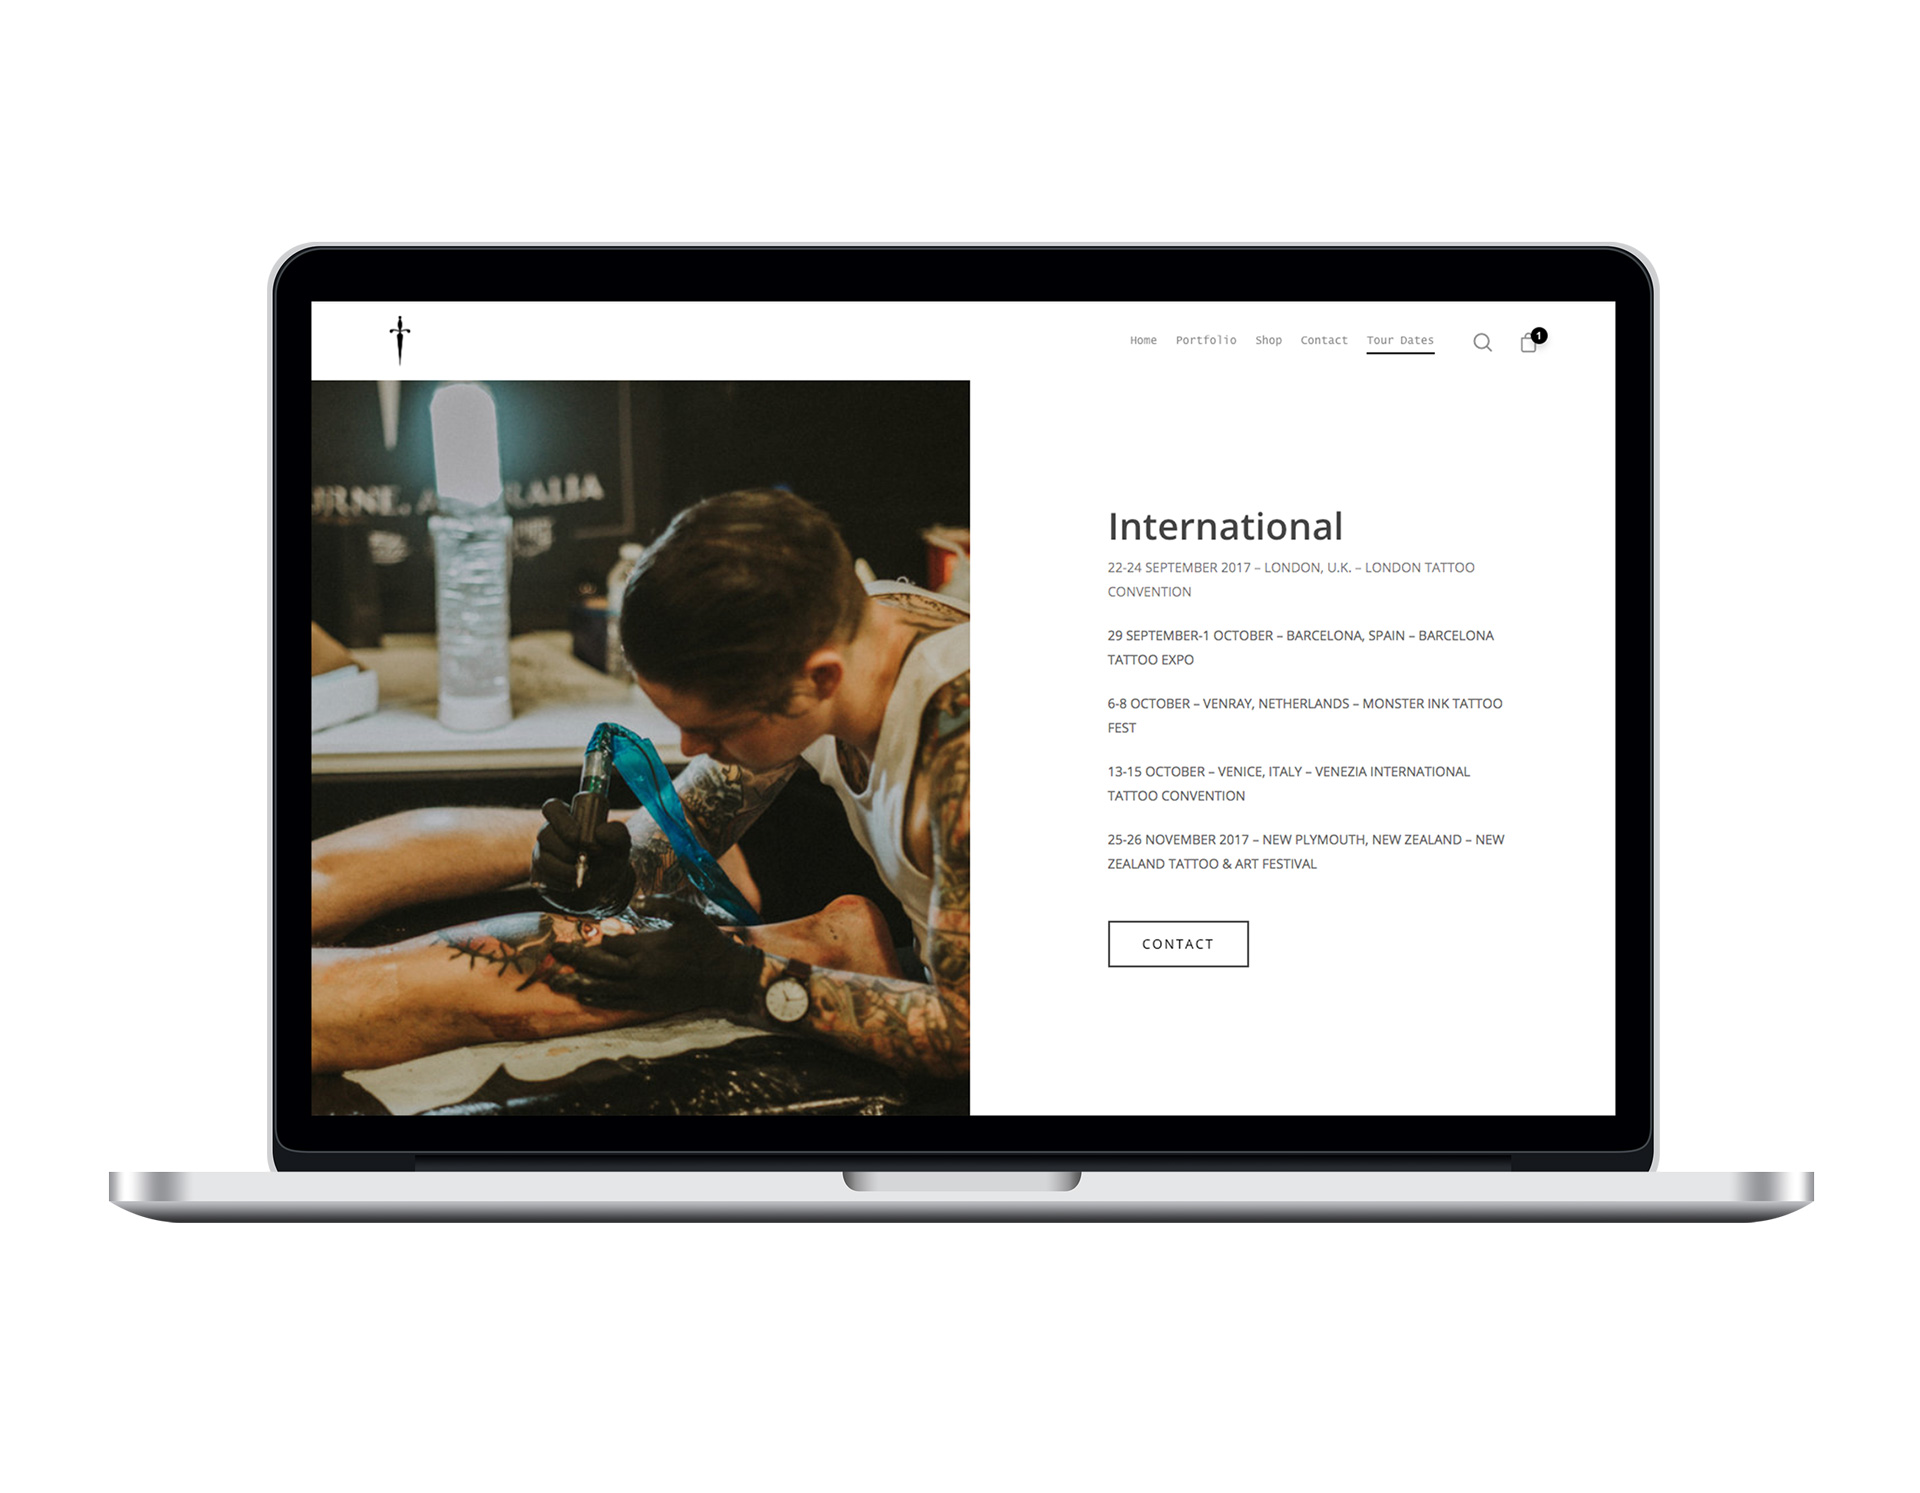 Home Portfolio Shop Contact Tour Dates 1
RALIA
International
22-24 SEPTEMBER 2017 – LONDON, U.K. – LONDON TATTOO
CONVENTION
29 SEPTEMBER-1 OCTOBER – BARCELONA, SPAIN – BARCELONA
TATTOO EXPO
6-8 OCTOBER – VENRAY, NETHERLANDS – MONSTER INK TATTOO
FEST
13-15 OCTOBER – VENICE, ITALY – VENEZIA INTERNATIONAL
TATTOO CONVENTION
25-26 NOVEMBER 2017 – NEW PLYMOUTH, NEW ZEALAND – NEW
ZEALAND TATTOO & ART FESTIVAL
CONTACT